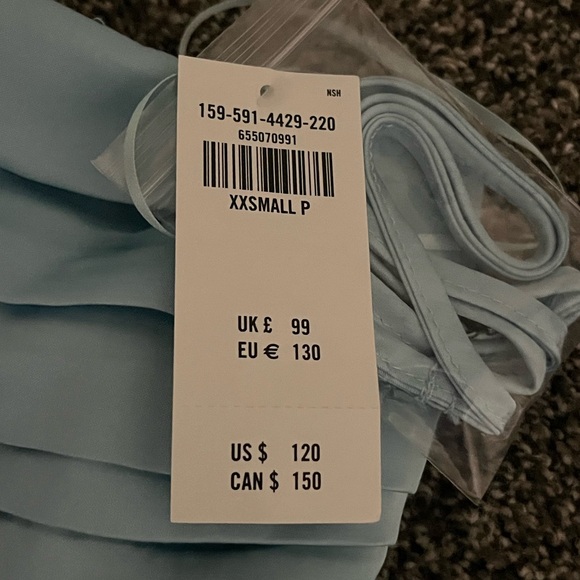 NSH
159-591-4429-220
655070991
XXSMALL P
UK £ 99
EU € 130
US $ 120
CAN $ 150